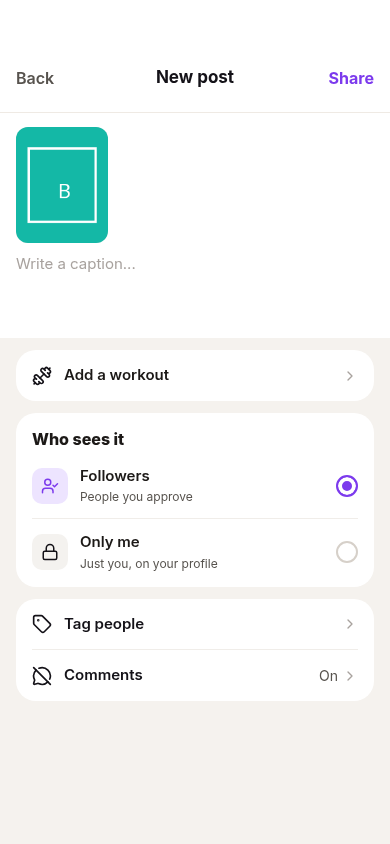 Back
New post
Share
B
Write a caption...
Add a workout
Who sees it
Followers
People you approve
Only me
Just you, on your profile
Tag people
Comments
On